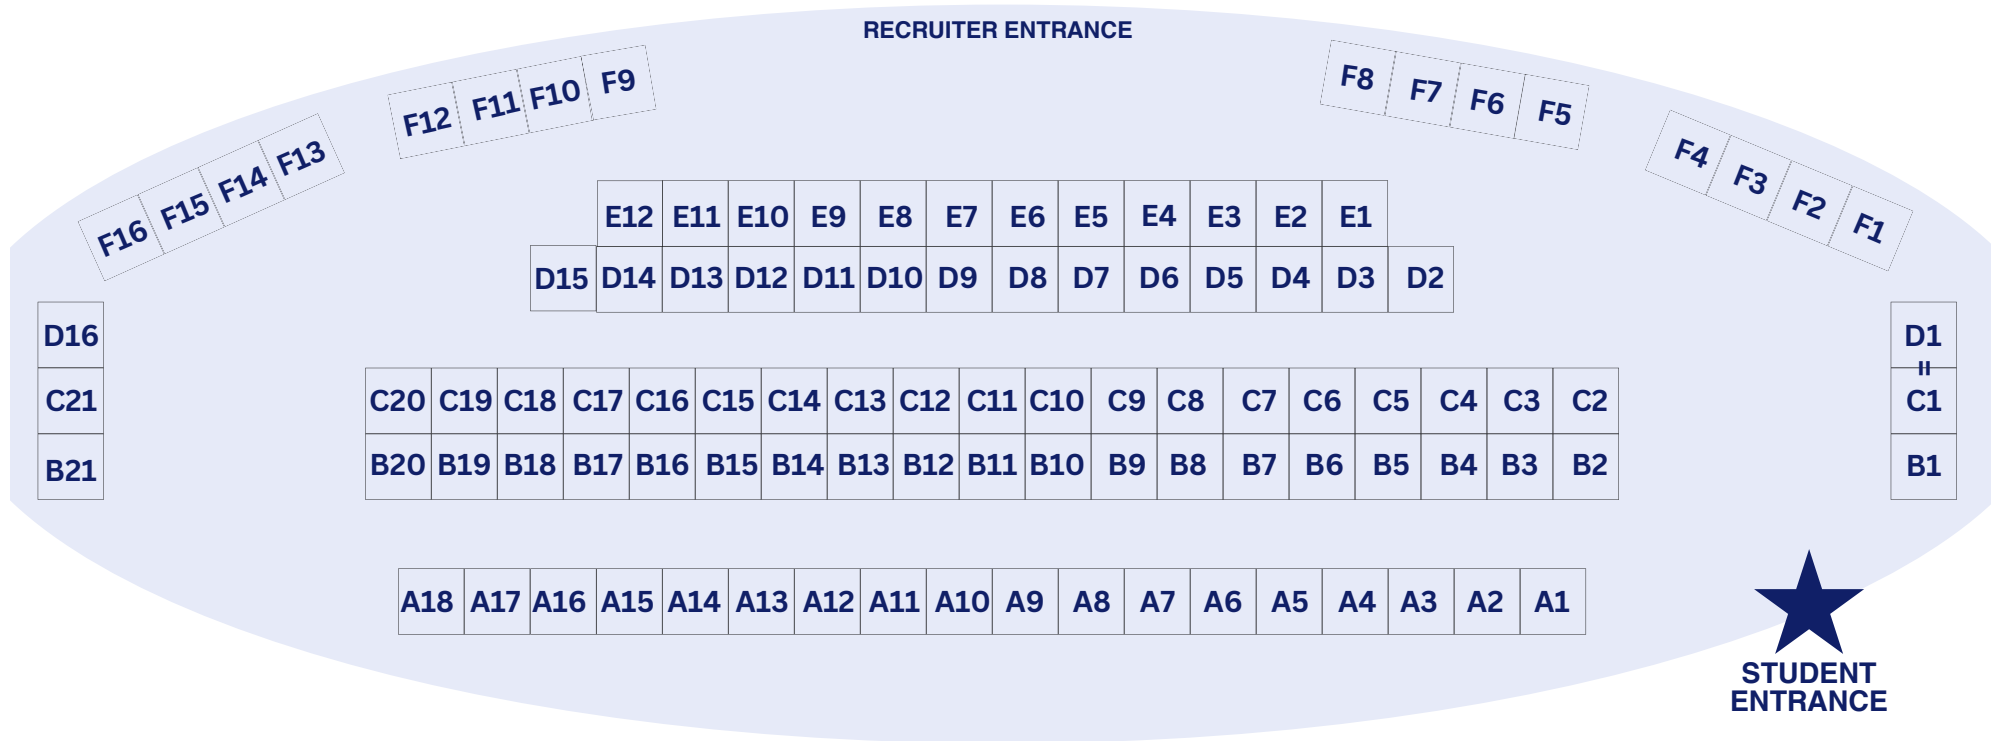 RECRUITER ENTRANCE
F12 F11 F10 F9
F8 F7 F6 F5
F16 F15 F14 F13
F4 F3 F2 F1
E12 E11 E10 E9 E8 E7 E6 E5 E4 E3 E2 E1
D15 D14 D13 D12 D11 D10 D9 D8 D7 D6 D5 D4 D3 D2
D16
D1
=
C21
C20 C19 C18 C17 C16 C15 C14 C13 C12 C11 C10 C9 C8 C7 C6 C5 C4 C3 C2
C1
B21
B20 B19 B18 B17 B16 B15 B14 B13 B12 B11 B10 B9 B8 B7 B6 B5 B4 B3 B2
B1
A18 A17 A16 A15 A14 A13 A12 A11 A10 A9 A8 A7 A6 A5 A4 A3 A2 A1
STUDENT
ENTRANCE